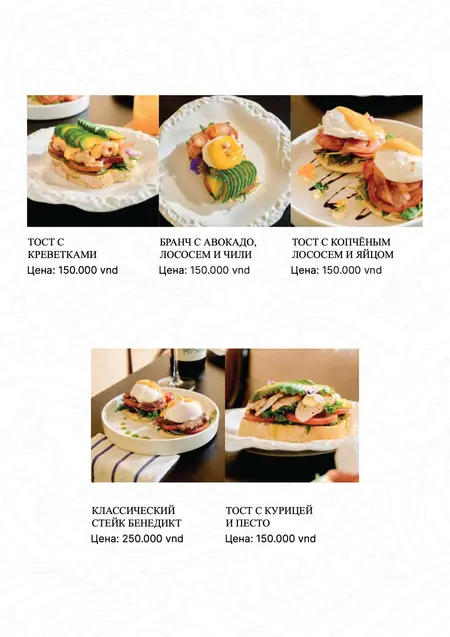 ТОСТ С
КРЕВЕТКАМИ
Цена: 150.000 vnd
БРАНЧ С АВОКАДО,
ЛОСОСЕМ И ЧИЛИ
Цена: 150.000 vnd
ТОСТ С КОПЧЁНЫМ
ЛОСОСЕМ И ЯЙЦОМ
Цена: 150.000 vnd
КЛАССИЧЕСКИЙ
СТЕЙК БЕНЕДИКТ
Цена: 250.000 vnd
ТОСТ С КУРИЦЕЙ
И ПЕСТО
Цена: 150.000 vnd